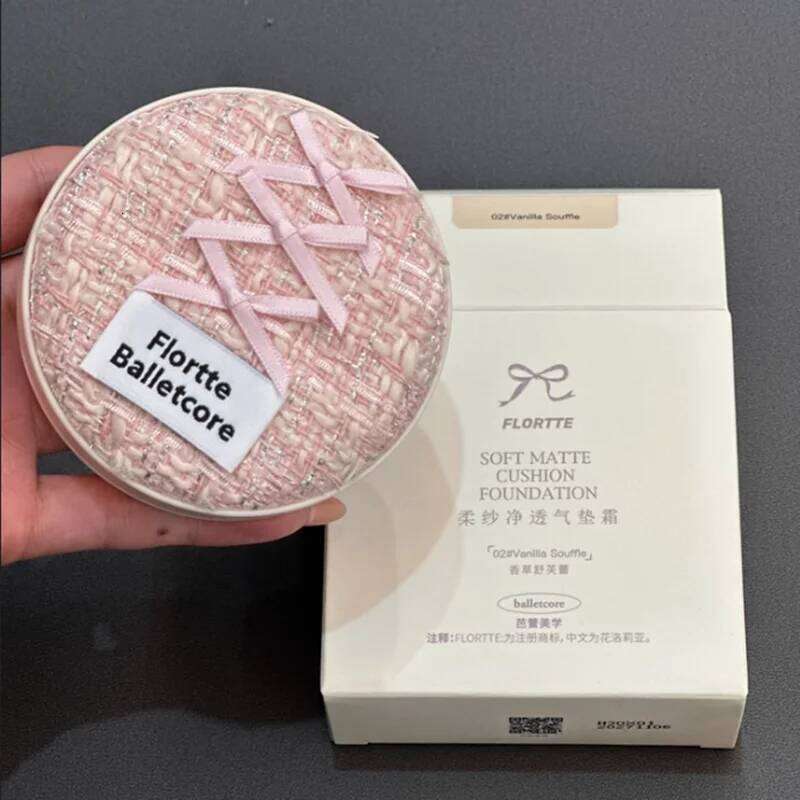 Flortte
Balletcore
02#Vanilla Souffle
FLORTTE
SOFT MATTE
CUSHION
FOUNDATION
柔纱净透气垫霜
「02#Vanilla Souffle」
香草舒芙蕾
balletcore
芭蕾美学
注释：FLORTTE:为注册商标，中文为花洛莉亚。
20271106